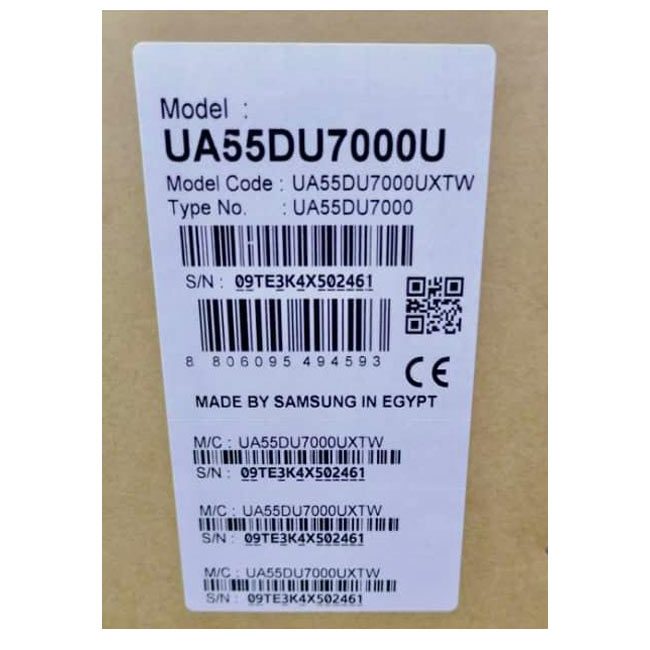 Model :
UA55DU7000U
Model Code : UA55DU7000UXTW
Type No. : UA55DU7000
S/N : 09TE3K4X502461
8 806095 494593
CE
MADE BY SAMSUNG IN EGYPT
M/C : UA55DU7000UXTW
S/N : 09TE3K4X502461
M/C : UA55DU7000UXTW
S/N : 09TE3K4X502461
M/C : UA55DU7000UXTW
S/N : 09TE3K4X502461